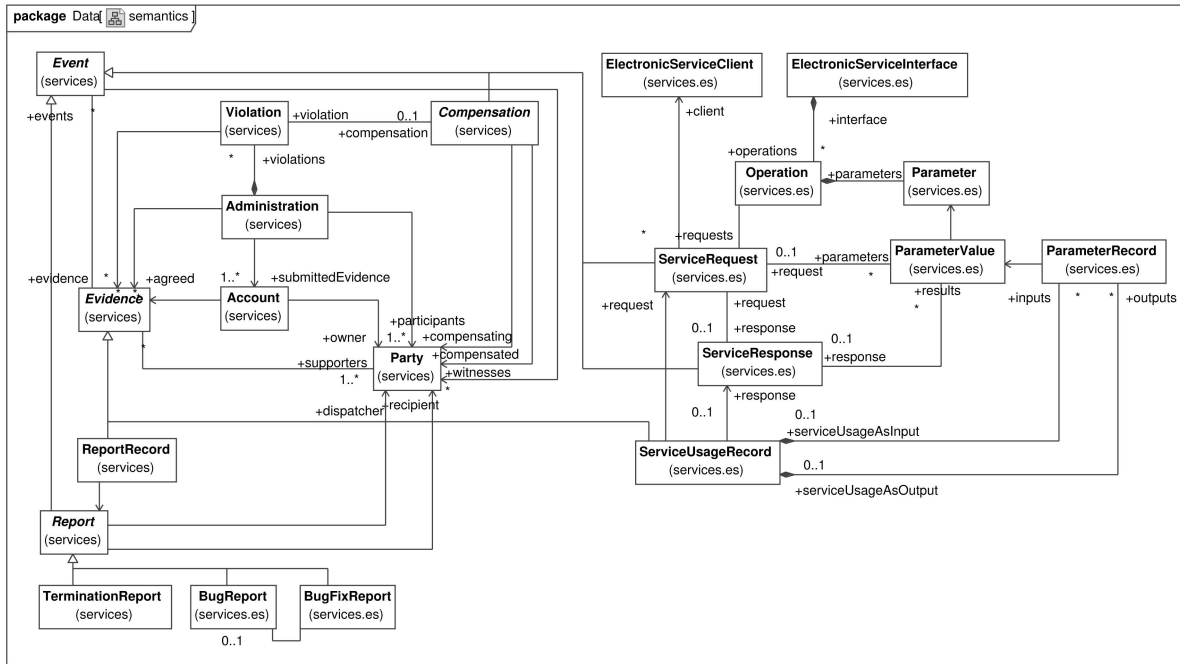 package Data[ semantics ]
Event
(services)
ElectronicServiceClient
(services.es)
ElectronicServiceInterface
(services.es)
+events
*
Violation
(services)
+violation
0..1
+compensation
Compensation
(services)
+client
+interface
*
+violations
*
+operations
Operation
(services.es)
+parameters
Parameter
(services.es)
Administration
(services)
*
+requests
ServiceRequest
(services.es)
0..1
+parameters
+request
*
ParameterValue
(services.es)
ParameterRecord
(services.es)
+evidence
*
+agreed
1..*
+submittedEvidence
* *
Evidence
(services)
Account
(services)
+request
+request
+results
*
+inputs
*
*
+outputs
+participants
+owner
1..*
+compensating
0..1
+response
0..1
+response
*
+supporters
1..*
Party
(services)
+compensated
+witnesses
*
ServiceResponse
(services.es)
+dispatcher
+recipient
0..1
+response
0..1
+serviceUsageAsInput
ReportRecord
(services)
ServiceUsageRecord
(services.es)
0..1
+serviceUsageAsOutput
Report
(services)
TerminationReport
(services)
BugReport
(services.es)
BugFixReport
(services.es)
0..1